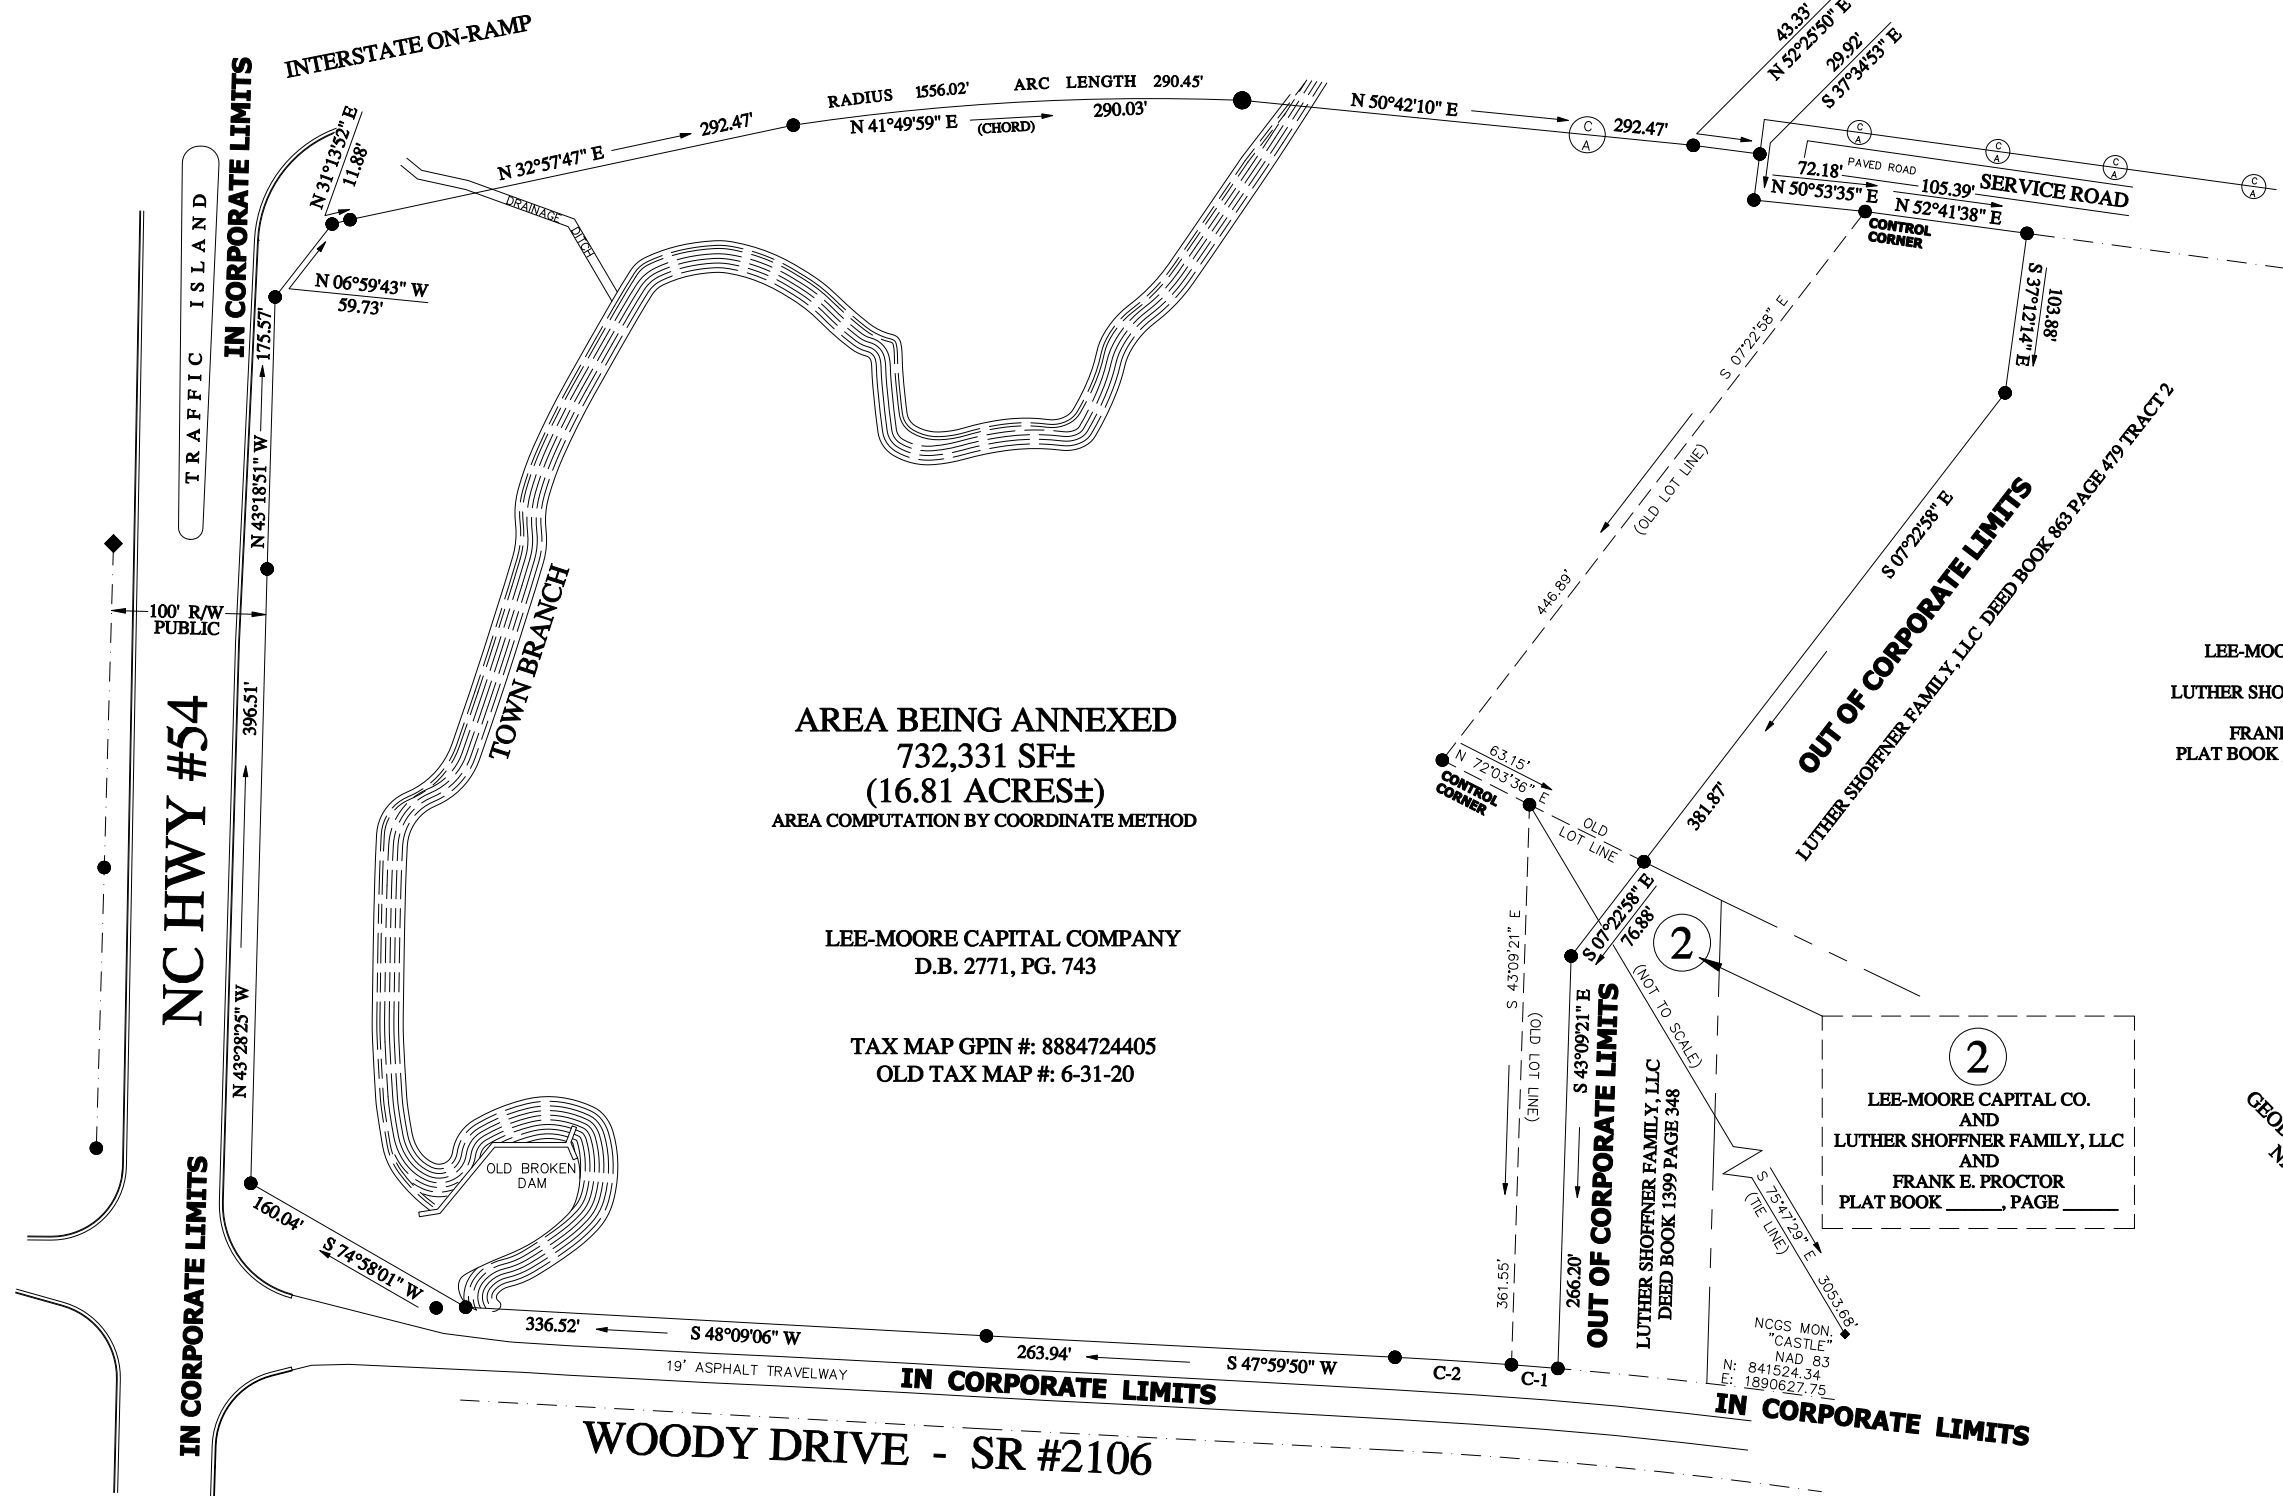 INTERSTATE ON-RAMP
IN CORPORATE LIMITS
TRAFFIC ISLAND
N 31°13'52" E
11.88'
N 32°57'47" E
292.47'
RADIUS 1556.02' ARC LENGTH 290.45'
N 41°49'59" E (CHORD) 290.03'
N 50°42'10" E
C
A
292.47'
43.33'
N 52°25'50" E
29.92'
S 37°34'53" E
C
A
C
A
C
A
C
A
PAVED ROAD
SERVICE ROAD
72.18'
N 50°53'35" E
105.39'
N 52°41'38" E
CONTROL
CORNER
DRAINAGE
DITCH
N 06°59'43" W
59.73'
175.57'
N 43°18'51" W
103.88'
S 37°12'14" E
S 07°22'58" E
(OLD LOT LINE)
446.89'
S 07°22'58" E
381.87'
OUT OF CORPORATE LIMITS
LUTHER SHOFFNER FAMILY, LLC DEED BOOK 863 PAGE 479 TRACT 2
100' R/W
PUBLIC
NC HWY #54
396.51'
N 43°28'25" W
TOWN BRANCH
AREA BEING ANNEXED
732,331 SF±
(16.81 ACRES±)
AREA COMPUTATION BY COORDINATE METHOD
LEE-MOORE CAPITAL COMPANY
D.B. 2771, PG. 743
TAX MAP GPIN #: 8884724405
OLD TAX MAP #: 6-31-20
LEE-MOO
LUTHER SHO
FRAN
PLAT BOOK
63.15'
N 72°03'36" E
CONTROL
CORNER
OLD
LOT LINE
S 07°22'58" E
76.88'
2
S 43°09'21" E
(OLD LOT LINE)
361.55'
S 43°09'21" E
266.20'
OUT OF CORPORATE LIMITS
LUTHER SHOFFNER FAMILY, LLC
DEED BOOK 1399 PAGE 348
(NOT TO SCALE)
S 75°47'29" E 3053.68'
(TIE LINE)
2
LEE-MOORE CAPITAL CO.
AND
LUTHER SHOFFNER FAMILY, LLC
AND
FRANK E. PROCTOR
PLAT BOOK ______, PAGE ______
GEO
N
NCGS MON.
"CASTLE"
NAD 83
N: 841524.34
E: 1890627.75
OLD BROKEN
DAM
160.04'
S 74°58'01" W
IN CORPORATE LIMITS
336.52'
S 48°09'06" W
263.94'
S 47°59'50" W
C-2
C-1
19' ASPHALT TRAVELWAY
IN CORPORATE LIMITS
IN CORPORATE LIMITS
WOODY DRIVE - SR #2106